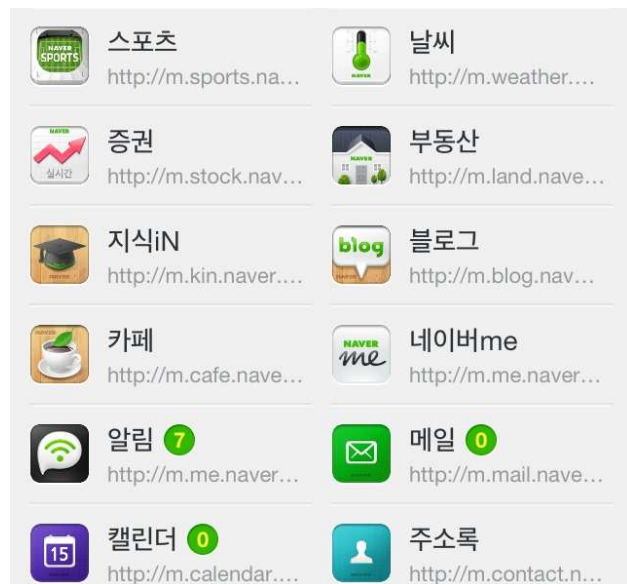 NAVER
SPORTS
스포츠
http://m.sports.na...
NAVER
날씨
http://m.weather....
NAVER
실시간
증권
http://m.stock.nav...
NAVER
부동산
http://m.land.nave...
지식iN
http://m.kin.naver....
blog
블로그
http://m.blog.nav...
카페
http://m.cafe.nave...
NAVER
me
네이버me
http://m.me.naver...
알림 7
http://m.me.naver...
메일 0
http://m.mail.nave...
15
캘린더 0
http://m.calendar....
주소록
http://m.contact.n...